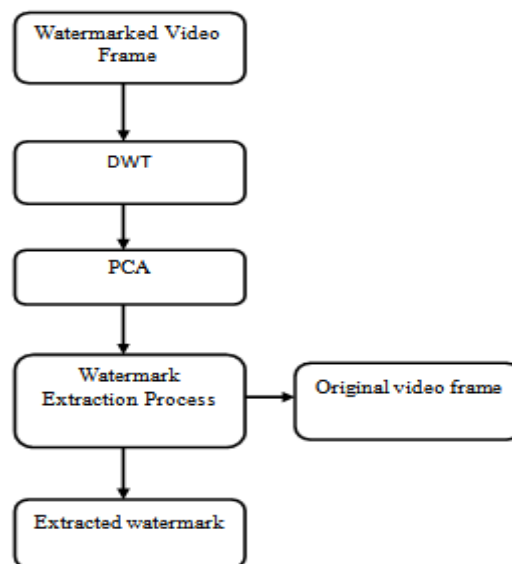 Watermarked Video
Frame
DWT
PCA
Watermark
Extraction Process
Original video frame
Extracted watermark